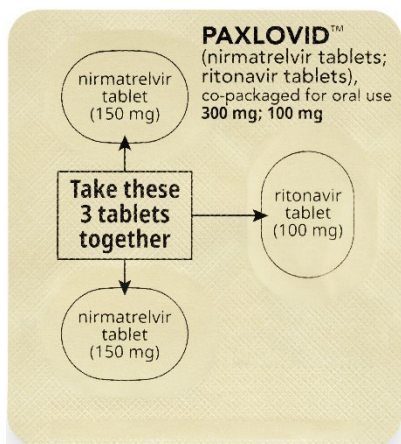 PAXLOVID™
(nirmatrelvir tablets;
ritonavir tablets),
co-packaged for oral use
300 mg; 100 mg
nirmatrelvir
tablet
(150 mg)
Take these
3 tablets
together
ritonavir
tablet
(100 mg)
nirmatrelvir
tablet
(150 mg)